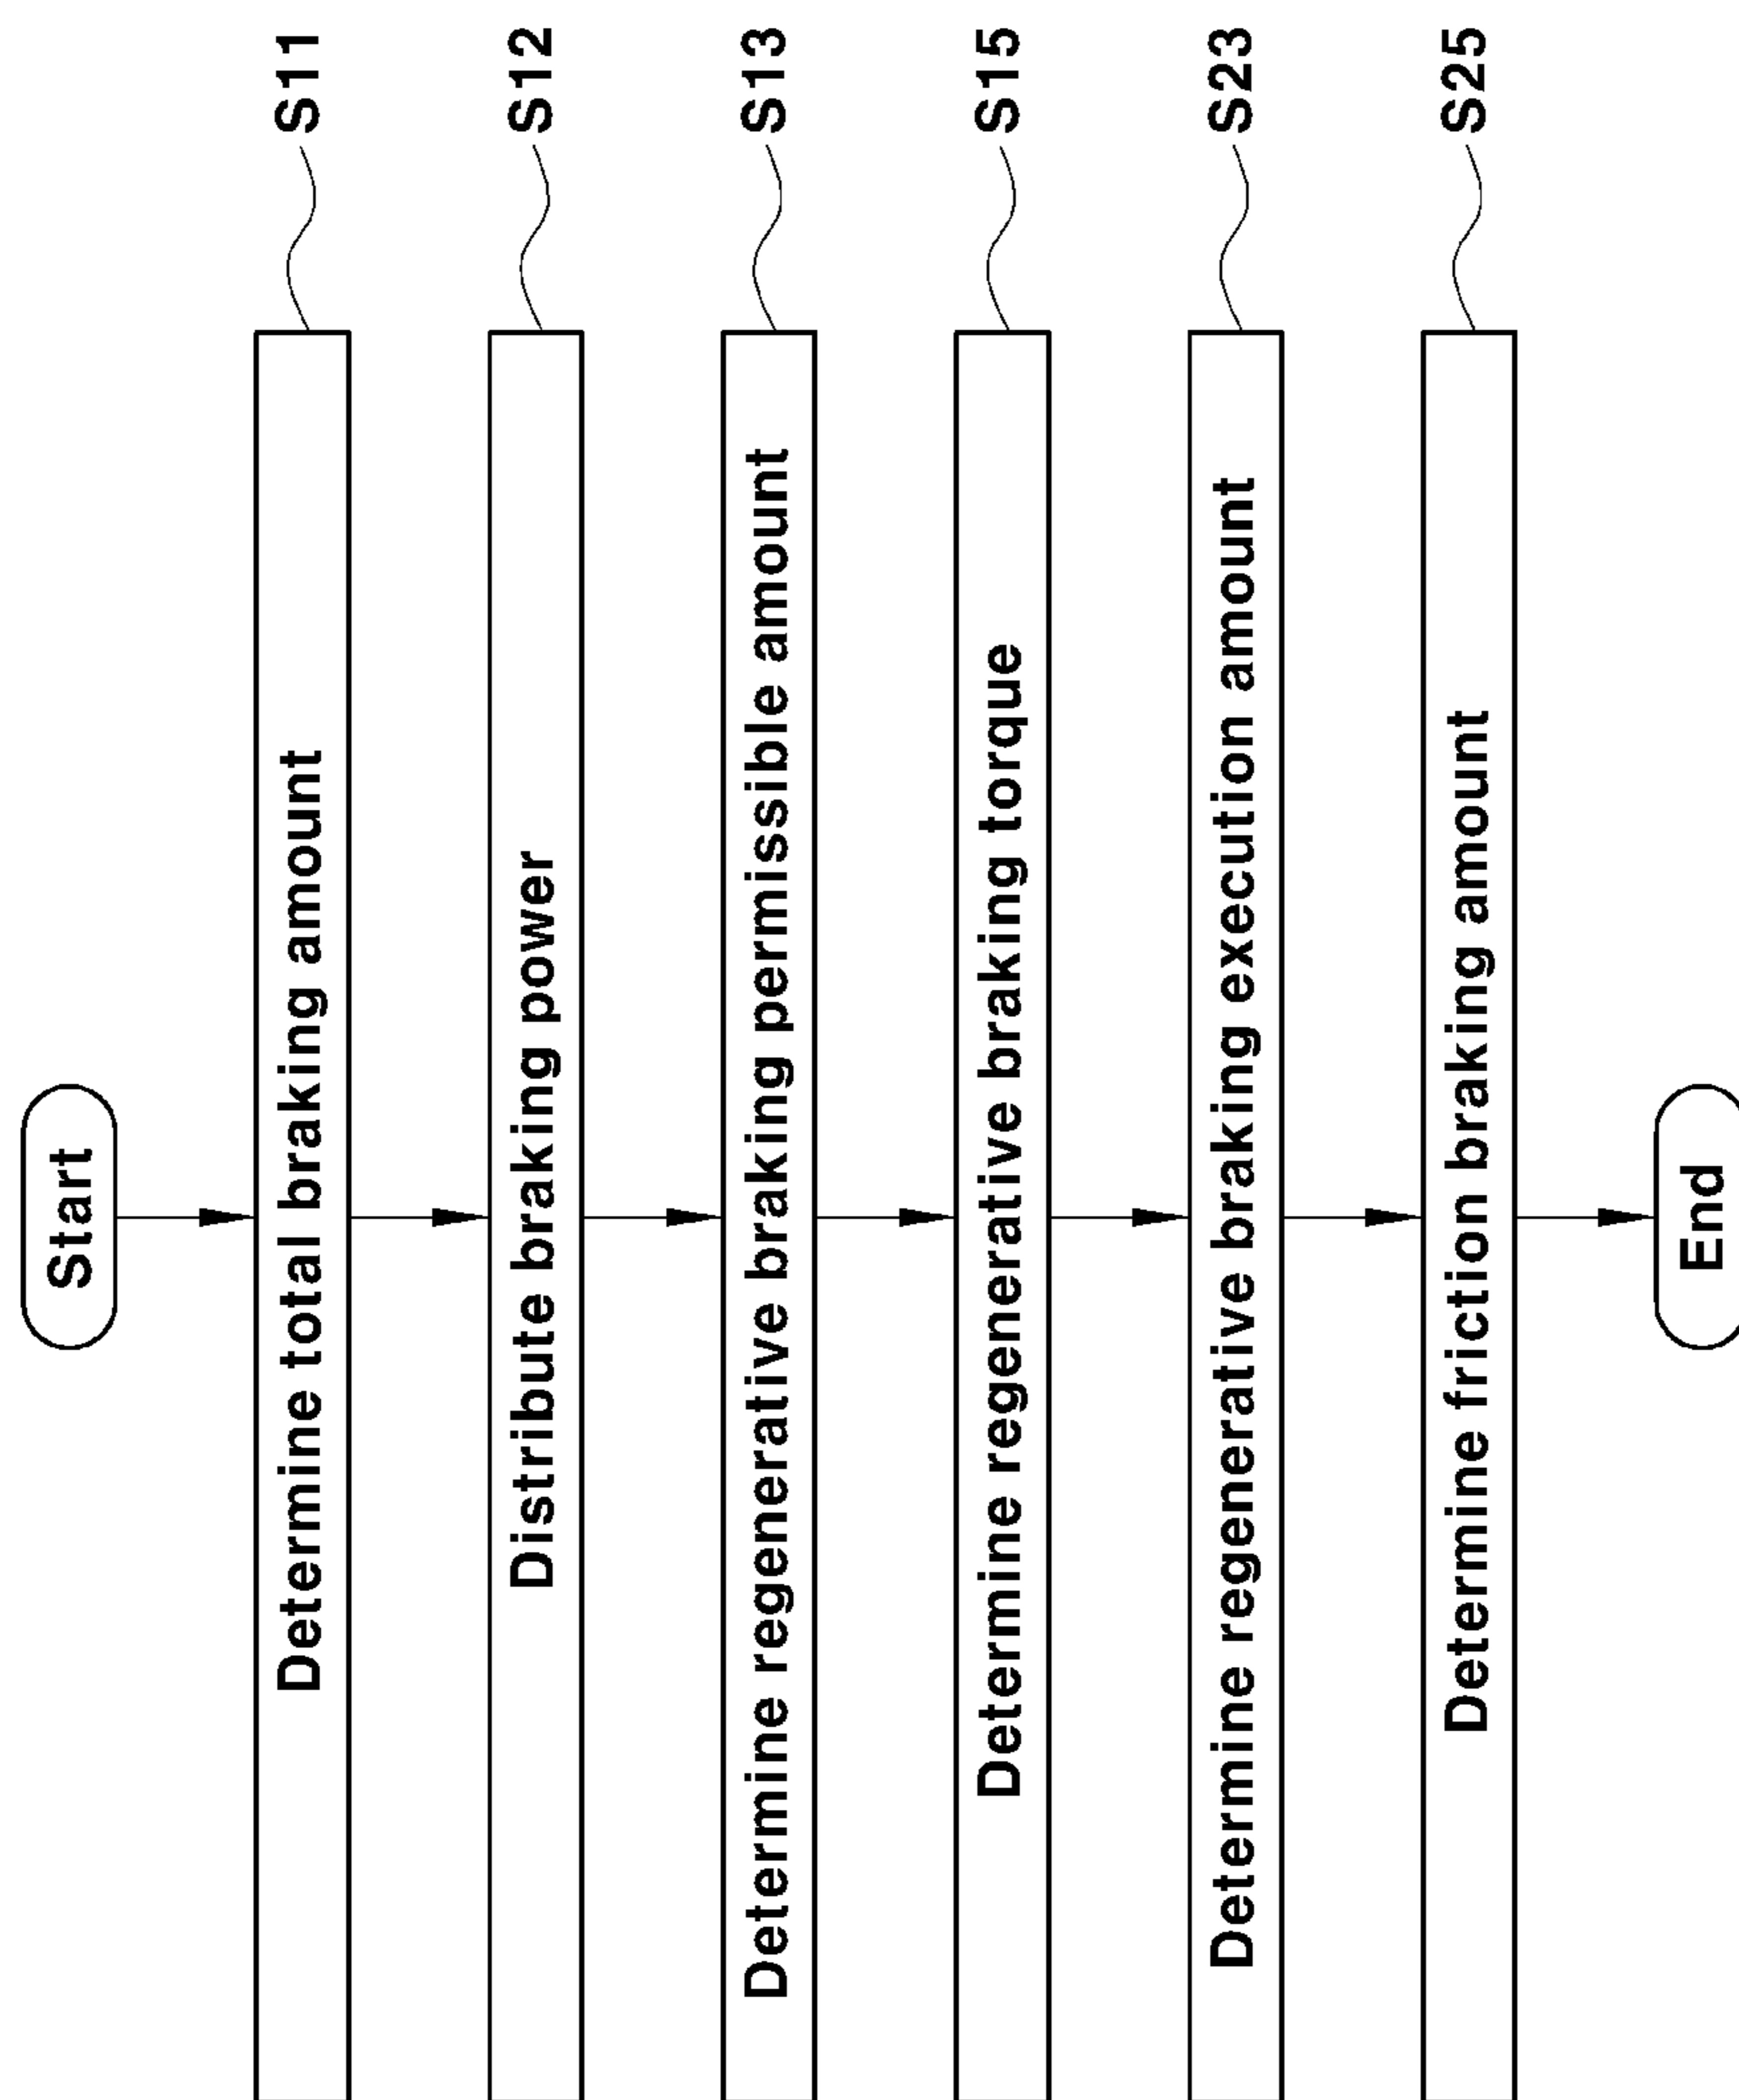 Start
Determine total braking amount
S11
Distribute braking power
S12
Determine regenerative braking permissible amount
S13
Determine regenerative braking torque
S15
Determine regenerative braking execution amount
S23
Determine friction braking amount
S25
End